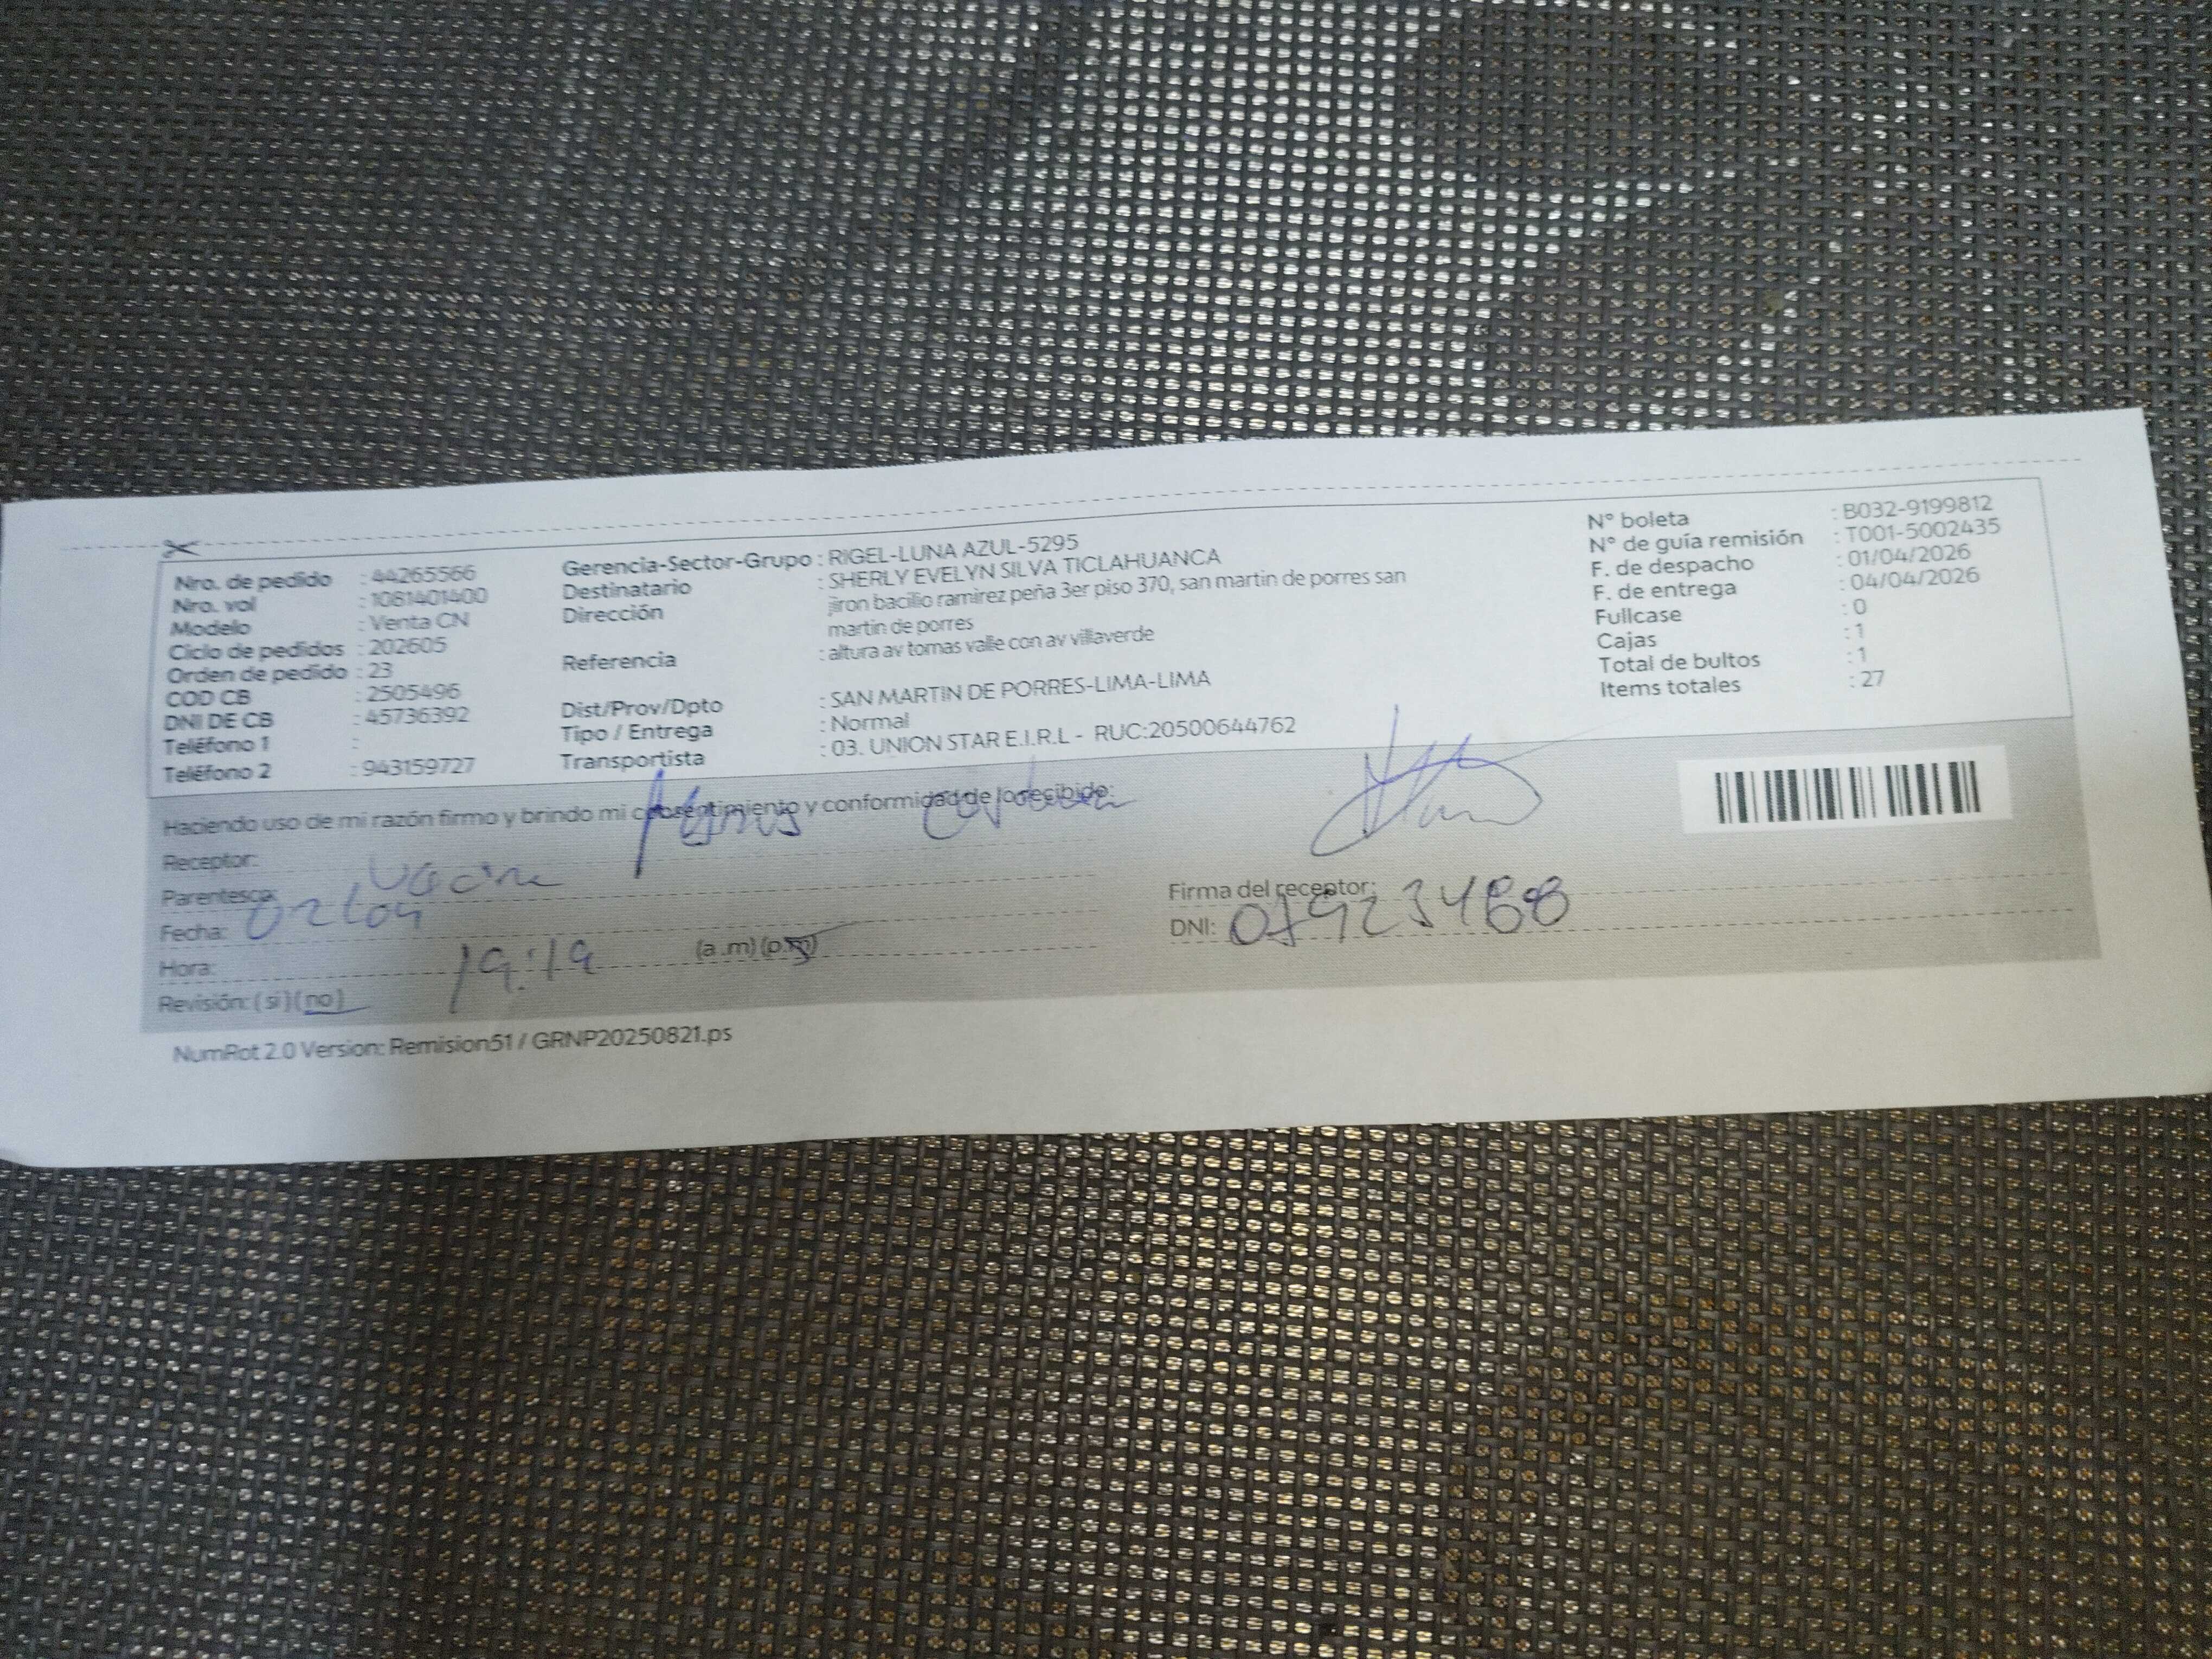 Nro. de pedido : 44265566
Nro. vol : 1081401400
Modelo : Venta CN
Ciclo de pedidos : 202605
Orden de pedido : 23
COD CB : 2505496
DNI DE CB : 45736392
Teléfono 1 :
Teléfono 2 : 943159727
Gerencia-Sector-Grupo : RIGEL-LUNA AZUL-5295
Destinatario : SHERLY EVELYN SILVA TICLAHUANCA
Dirección jiron bacilio ramirez peña 3er piso 370, san martin de porres san
martin de porres
Referencia : altura av tomas valle con av villaverde
Dist/Prov/Dpto : SAN MARTIN DE PORRES-LIMA-LIMA
Tipo / Entrega : Normal
Transportista : 03. UNION STAR E.I.R.L - RUC:20500644762
N° boleta : B032-9199812
N° de guía remisión : T001-5002435
F. de despacho : 01/04/2026
F. de entrega : 04/04/2026
Fullcase : 0
Cajas : 1
Total de bultos : 1
Items totales : 27
Haciendo uso de mi razón firmo y brindo mi consentimiento y conformidad de lo recibido:
Receptor:
Parentesco:
Fecha: 02/04
Hora: 19:19 (a.m) (p.m)
Revisión: (si) (no)
Firma del receptor:
DNI:
NumRot 2.0 Version: Remision51 / GRNP20250821.ps